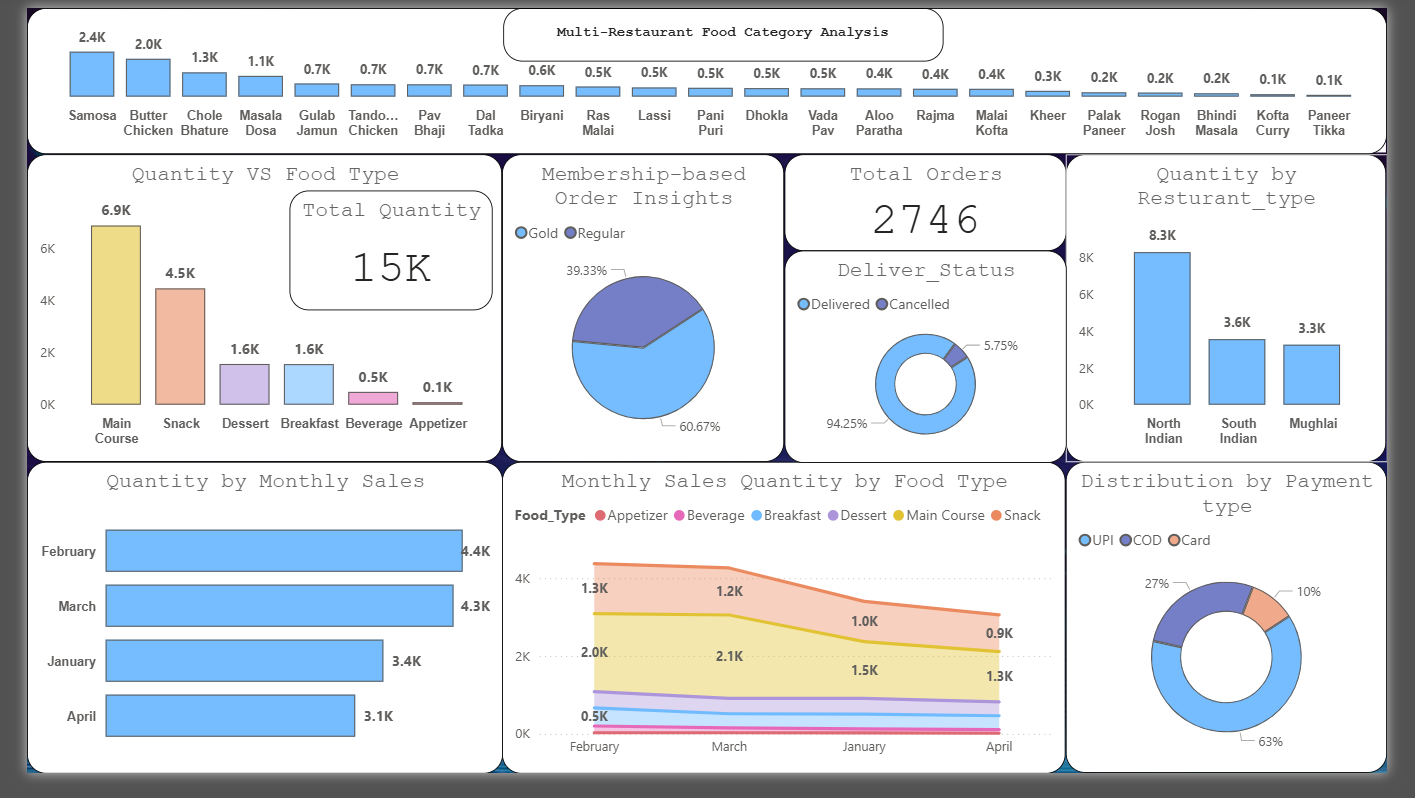 Multi-Restaurant Food Category Analysis
2.4K 2.0K 1.3K 1.1K 0.7K 0.7K 0.7K 0.7K 0.6K 0.5K 0.5K 0.5K 0.5K 0.5K 0.4K 0.4K 0.4K 0.3K 0.2K 0.2K 0.2K 0.1K 0.1K
Samosa Butter Chole Masala Gulab Tando... Pav Dal Biryani Ras Lassi Pani Dhokla Vada Aloo Rajma Malai Kheer Palak Rogan Bhindi Kofta Paneer
Chicken Bhature Dosa Jamun Chicken Bhaji Tadka Malai Puri Pav Paratha Kofta Paneer Josh Masala Curry Tikka
Quantity VS Food Type
6.9K
4.5K
1.6K 1.6K
0.5K
0.1K
6K
4K
2K
0K
Main Snack Dessert Breakfast Beverage Appetizer
Course
Total Quantity
15K
Membership-based
Order Insights
Gold Regular
39.33%
60.67%
Total Orders
2746
Deliver_Status
Delivered Cancelled
5.75%
94.25%
Quantity by
Resturant_type
8.3K
3.6K
3.3K
8K
6K
4K
2K
0K
North South Mughlai
Indian Indian
Quantity by Monthly Sales
February 4.4K
March 4.3K
January 3.4K
April 3.1K
Monthly Sales Quantity by Food Type
Food_Type Appetizer Beverage Breakfast Dessert Main Course Snack
4K
2K
0K
1.3K 1.2K 1.0K 0.9K
2.0K 2.1K 1.5K 1.3K
0.5K
February March January April
Distribution by Payment
type
UPI COD Card
27% 10%
63%